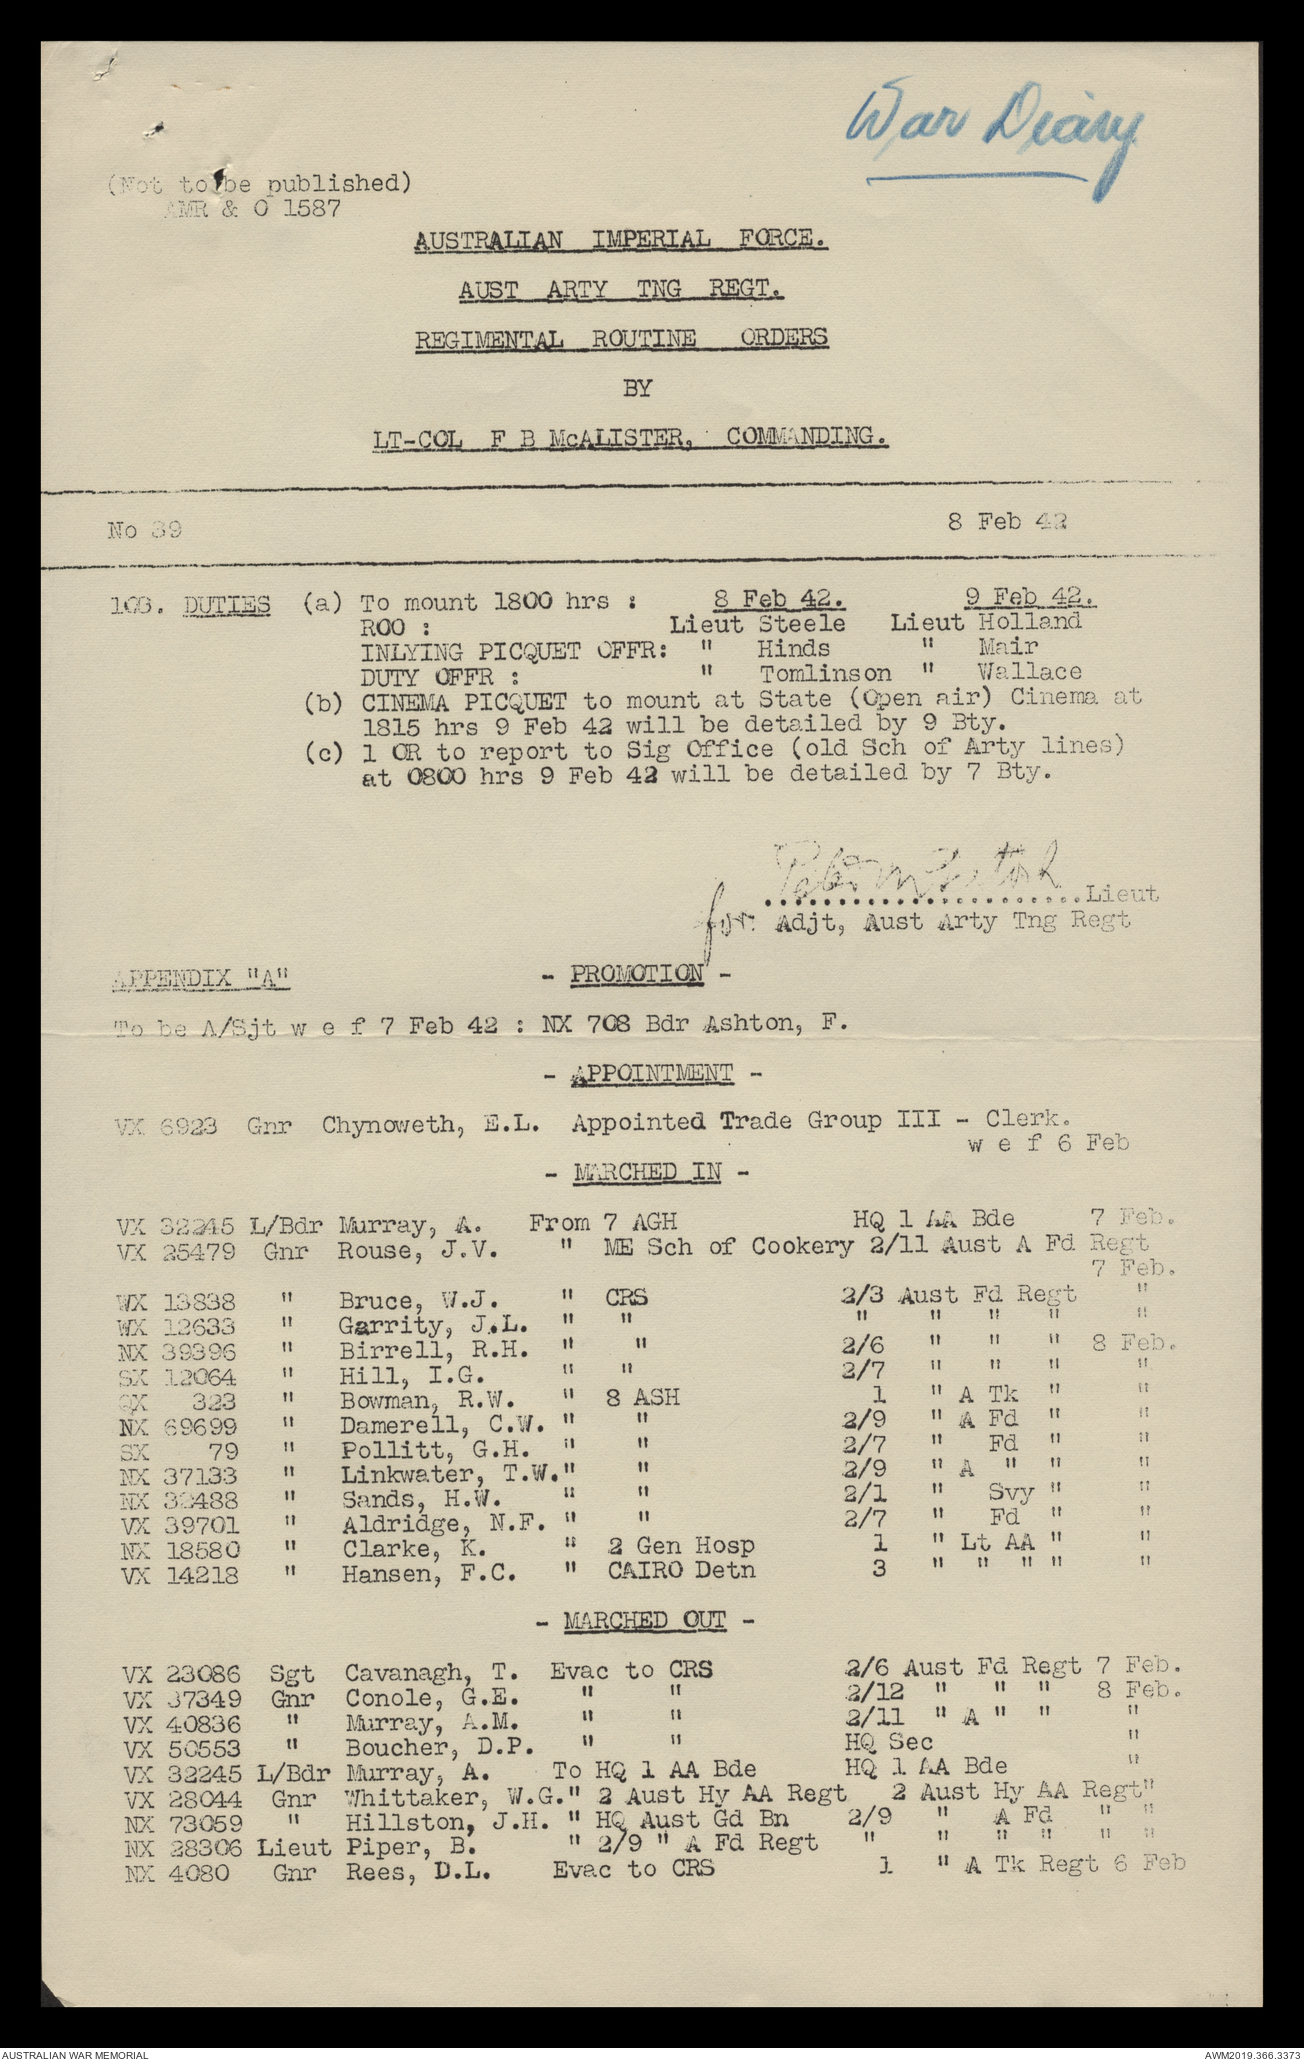 War Diary
(Not to be published)
AMR & O 1587
AUSTRALIAN IMPERIAL FORCE.
AUST ARTY TNG REGT.
REGIMENTAL ROUTINE ORDERS
BY
LT-COL F B McALISTER, COMMANDING.
No 39 8 Feb 42
103. DUTIES (a) To mount 1800 hrs : 8 Feb 42. 9 Feb 42.
ROO : Lieut Steele Lieut Holland
INLYING PICQUET OFFR: " Hinds " Mair
DUTY OFFR : " Tomlinson " Wallace
(b) CINEMA PICQUET to mount at State (Open air) Cinema at
1815 hrs 9 Feb 42 will be detailed by 9 Bty.
(c) 1 OR to report to Sig Office (old Sch of Arty lines)
at 0800 hrs 9 Feb 42 will be detailed by 7 Bty.
Lieut
for: Adjt, Aust Arty Tng Regt
APPENDIX "A" - PROMOTION -
To be A/Sjt w e f 7 Feb 42 : NX 708 Bdr Ashton, F.
- APPOINTMENT -
VX 6923 Gnr Chynoweth, E.L. Appointed Trade Group III - Clerk.
w e f 6 Feb
- MARCHED IN -
VX 32245 L/Bdr Murray, A. From 7 AGH HQ 1 AA Bde 7 Feb.
VX 25479 Gnr Rouse, J.V. " ME Sch of Cookery 2/11 Aust A Fd Regt
7 Feb.
WX 13838 " Bruce, W.J. " CRS 2/3 Aust Fd Regt "
WX 12633 " Garrity, J.L. " " " " " " "
NX 39396 " Birrell, R.H. " " 2/6 " " " 8 Feb.
SX 12064 " Hill, I.G. " " 2/7 " " " "
QX 323 " Bowman, R.W. " 8 ASH 1 " A Tk " "
NX 69699 " Damerell, C.W. " " 2/9 " A Fd " "
SX 79 " Pollitt, G.H. " " 2/7 " Fd " "
NX 37133 " Linkwater, T.W." " 2/9 " A " " "
NX 32488 " Sands, H.W. " " 2/1 " Svy " "
VX 39701 " Aldridge, N.F. " " 2/7 " Fd " "
NX 18580 " Clarke, K. " 2 Gen Hosp 1 " Lt AA " "
VX 14218 " Hansen, F.C. " CAIRO Detn 3 " " " " "
- MARCHED OUT -
VX 23086 Sgt Cavanagh, T. Evac to CRS 2/6 Aust Fd Regt 7 Feb.
VX 37349 Gnr Conole, G.E. " " 2/12 " " " 8 Feb.
VX 40836 " Murray, A.M. " " 2/11 " A " " "
VX 50553 " Boucher, D.P. " " HQ Sec "
VX 32245 L/Bdr Murray, A. To HQ 1 AA Bde HQ 1 AA Bde "
VX 28044 Gnr Whittaker, W.G." 2 Aust Hy AA Regt 2 Aust Hy AA Regt"
NX 73059 " Hillston, J.H. " HQ Aust Gd Bn 2/9 " A Fd " "
NX 28306 Lieut Piper, B. " 2/9 " A Fd Regt " " " " " "
NX 4080 Gnr Rees, D.L. Evac to CRS 1 " A Tk Regt 6 Feb
AUSTRALIAN WAR MEMORIAL AWM2019.366.3373